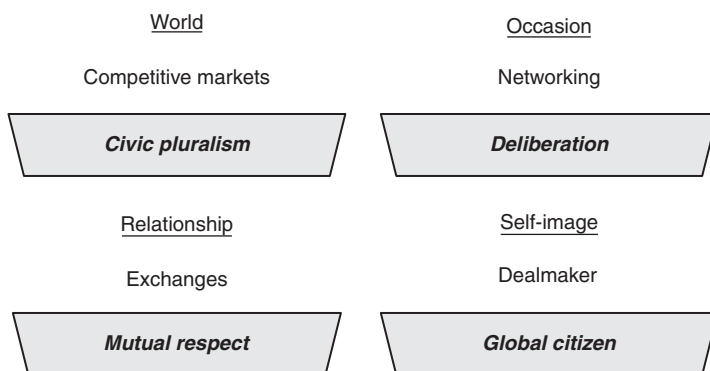 World
Competitive markets
Civic pluralism
Occasion
Networking
Deliberation
Relationship
Exchanges
Mutual respect
Self-image
Dealmaker
Global citizen